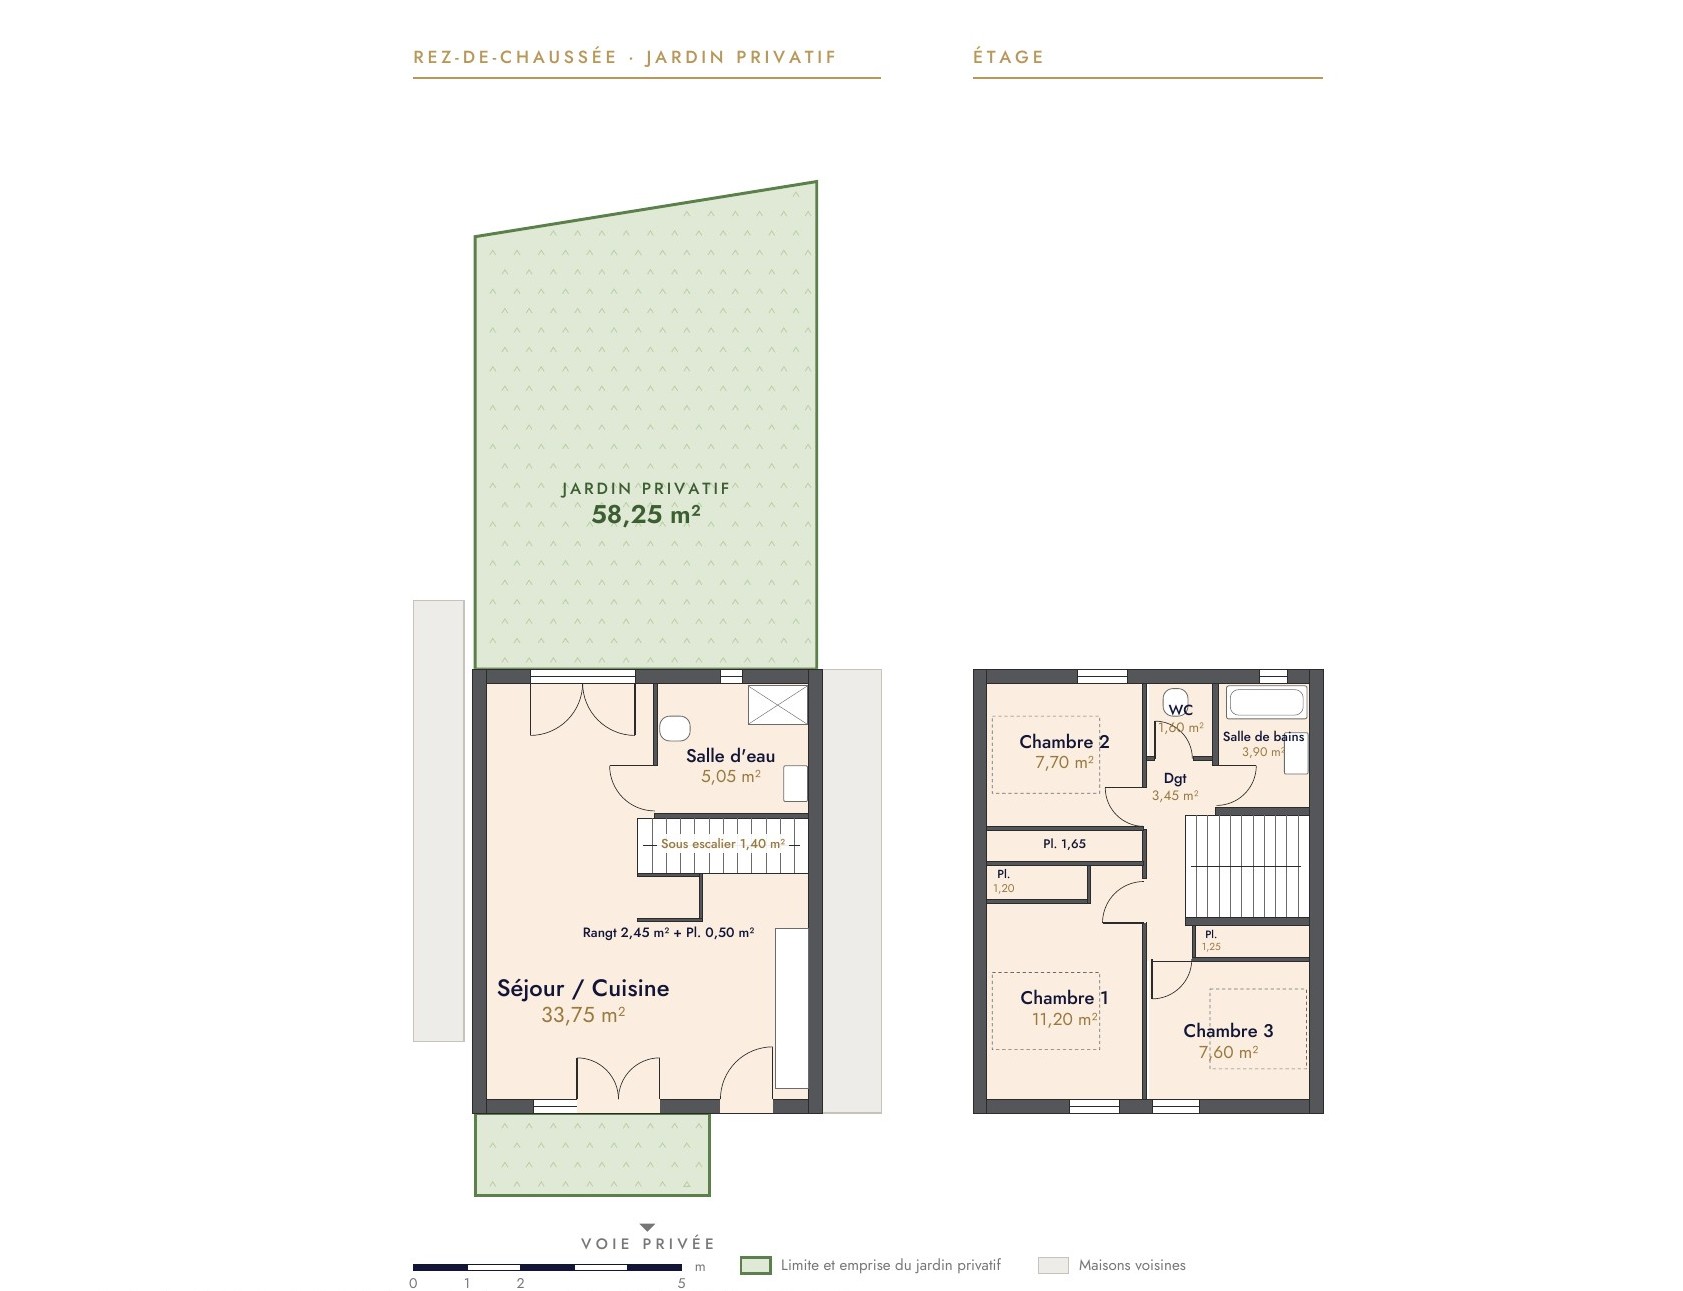 REZ-DE-CHAUSSÉE · JARDIN PRIVATIF
ÉTAGE
JARDIN PRIVATIF
58,25 m²
Salle d'eau
5,05 m²
Sous escalier 1,40 m²
Rangt 2,45 m² + Pl. 0,50 m²
Séjour / Cuisine
33,75 m²
WC
1,60 m²
Chambre 2
7,70 m²
Salle de bains
3,90 m²
Dgt
3,45 m²
Pl. 1,65
Pl.
1,20
Pl.
1,25
Chambre 1
11,20 m²
Chambre 3
7,60 m²
VOIE PRIVÉE
m
0 1 2 5
Limite et emprise du jardin privatif
Maisons voisines